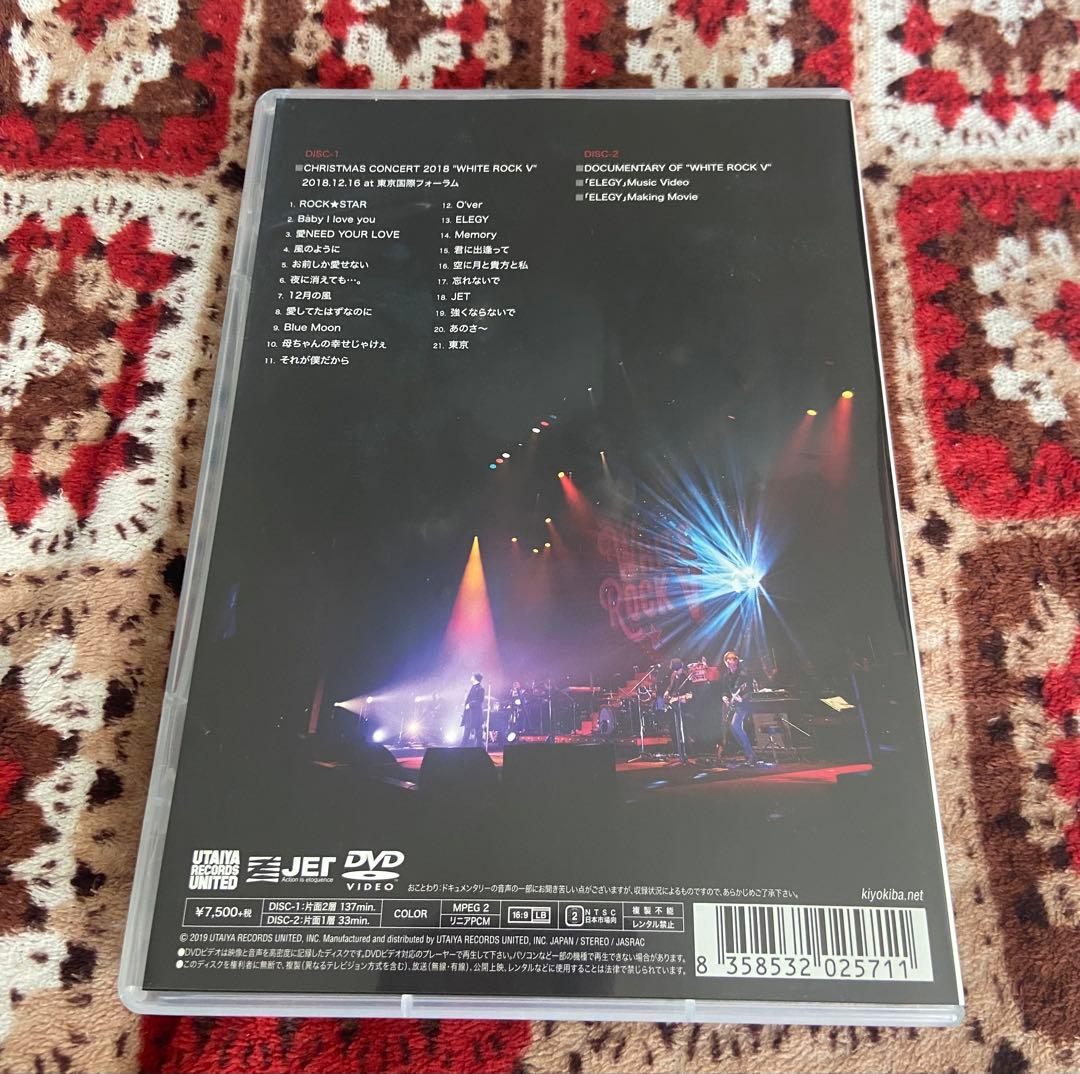 DISC-1
■CHRISTMAS CONCERT 2018 "WHITE ROCK V"
2018.12.16 at 東京国際フォーラム
1. ROCK★STAR
2. Baby I love you
3. 愛NEED YOUR LOVE
4. 風のように
5. お前しか愛せない
6. 夜に消えても…。
7. 12月の風
8. 愛してたはずなのに
9. Blue Moon
10. 母ちゃんの幸せじゃけぇ
11. それが僕だから
12. O'ver
13. ELEGY
14. Memory
15. 君に出逢って
16. 空に月と貴方と私
17. 忘れないで
18. JET
19. 強くならないで
20. あのさ〜
21. 東京
DISC-2
■DOCUMENTARY OF "WHITE ROCK V"
■「ELEGY」Music Video
■「ELEGY」Making Movie
WHITE
ROCK V
UTAIYA
RECORDS
UNITED
JET
Action is eloquence
DVD
VIDEO
おことわり:ドキュメンタリーの音声の一部にお聞き苦しい点がございますが、収録状況によるものですので、あらかじめご了承下さい。
kiyokiba.net
¥7,500+税
DISC-1:片面2層 137min.
DISC-2:片面1層 33min.
COLOR
MPEG 2
リニアPCM
16:9 LB
2 NTSC
日本市場向
複製不能
レンタル禁止
© 2019 UTAIYA RECORDS UNITED, INC. Manufactured and distributed by UTAIYA RECORDS UNITED, INC. JAPAN / STEREO / JASRAC
●DVDビデオは映像と音声を高密度に記録したディスクです。DVDビデオ対応のプレーヤーで再生して下さい。パソコンなど一部の機種で再生できない場合があります。
●このディスクを権利者に無断で、複製(異なるテレビジョン方式を含む)、放送(無線・有線)、公開上映、レンタルなどに使用することは法律で禁じられています。
8 358532 025711